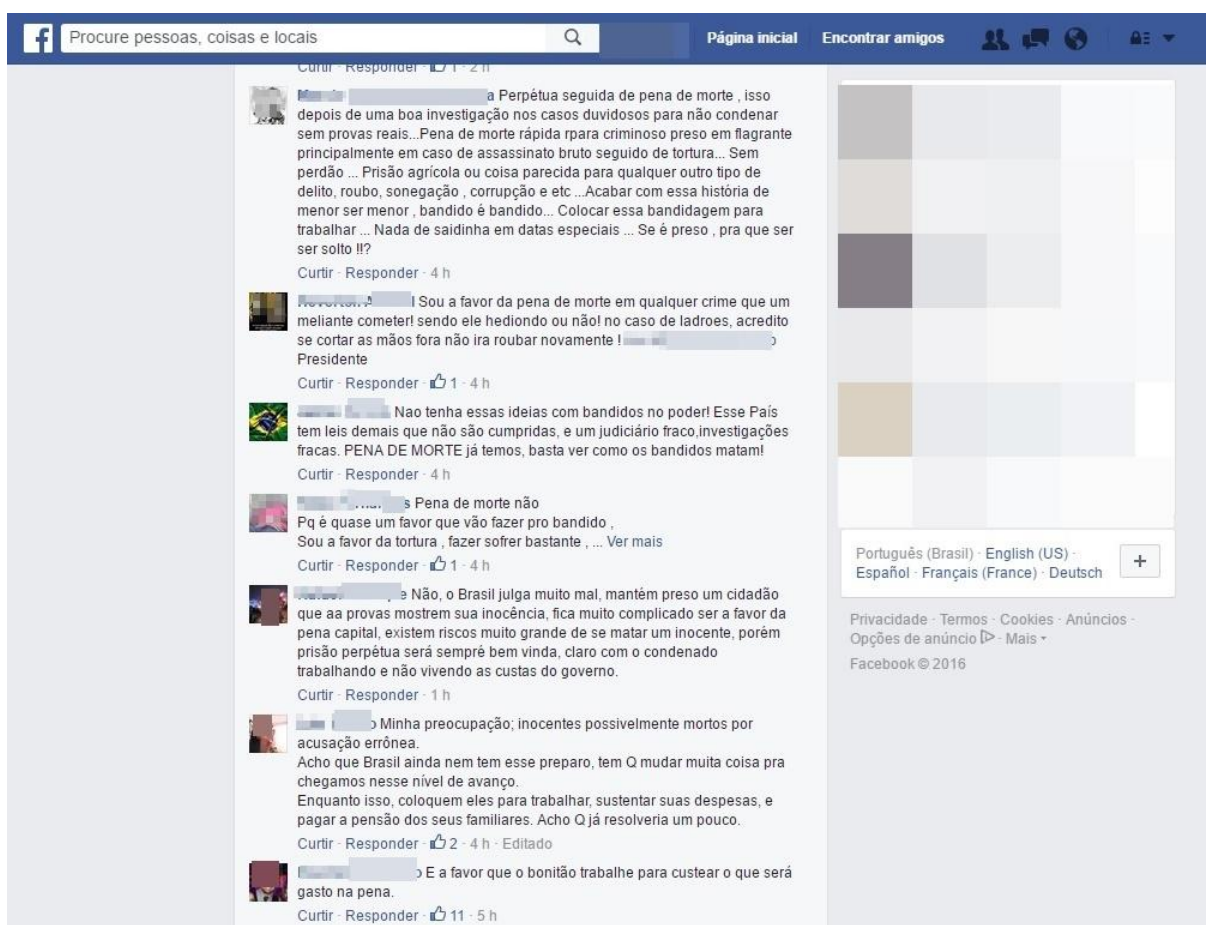 Procure pessoas, coisas e locais
Página inicial
Encontrar amigos
Curtir · Responder · 1 · 2 h
a Perpétua seguida de pena de morte , isso
depois de uma boa investigação nos casos duvidosos para não condenar
sem provas reais...Pena de morte rápida rpara criminoso preso em flagrante
principalmente em caso de assassinato bruto seguido de tortura... Sem
perdão ... Prisão agrícola ou coisa parecida para qualquer outro tipo de
delito, roubo, sonegação , corrupção e etc ...Acabar com essa história de
menor ser menor , bandido é bandido... Colocar essa bandidagem para
trabalhar ... Nada de saidinha em datas especiais ... Se é preso , pra que ser
ser solto !!?
Curtir · Responder · 4 h
Sou a favor da pena de morte em qualquer crime que um
meliante cometer! sendo ele hediondo ou não! no caso de ladroes, acredito
se cortar as mãos fora não ira roubar novamente !
Presidente
Curtir · Responder · 1 · 4 h
Nao tenha essas ideias com bandidos no poder! Esse País
tem leis demais que não são cumpridas, e um judiciário fraco,investigações
fracas. PENA DE MORTE já temos, basta ver como os bandidos matam!
Curtir · Responder · 4 h
s Pena de morte não
Pq é quase um favor que vão fazer pro bandido ,
Sou a favor da tortura , fazer sofrer bastante , ... Ver mais
Curtir · Responder · 1 · 4 h
e Não, o Brasil julga muito mal, mantém preso um cidadão
que aa provas mostrem sua inocência, fica muito complicado ser a favor da
pena capital, existem riscos muito grande de se matar um inocente, porém
prisão perpétua será sempré bem vinda, claro com o condenado
trabalhando e não vivendo as custas do governo.
Curtir · Responder · 1 h
Minha preocupação; inocentes possivelmente mortos por
acusação errônea.
Acho que Brasil ainda nem tem esse preparo, tem Q mudar muita coisa pra
chegamos nesse nível de avanço.
Enquanto isso, coloquem eles para trabalhar, sustentar suas despesas, e
pagar a pensão dos seus familiares. Acho Q já resolveria um pouco.
Curtir · Responder · 2 · 4 h · Editado
E a favor que o bonitão trabalhe para custear o que será
gasto na pena.
Curtir · Responder · 11 · 5 h
Português (Brasil) · English (US) ·
Español · Français (France) · Deutsch
Privacidade · Termos · Cookies · Anúncios ·
Opções de anúncio · Mais
Facebook © 2016